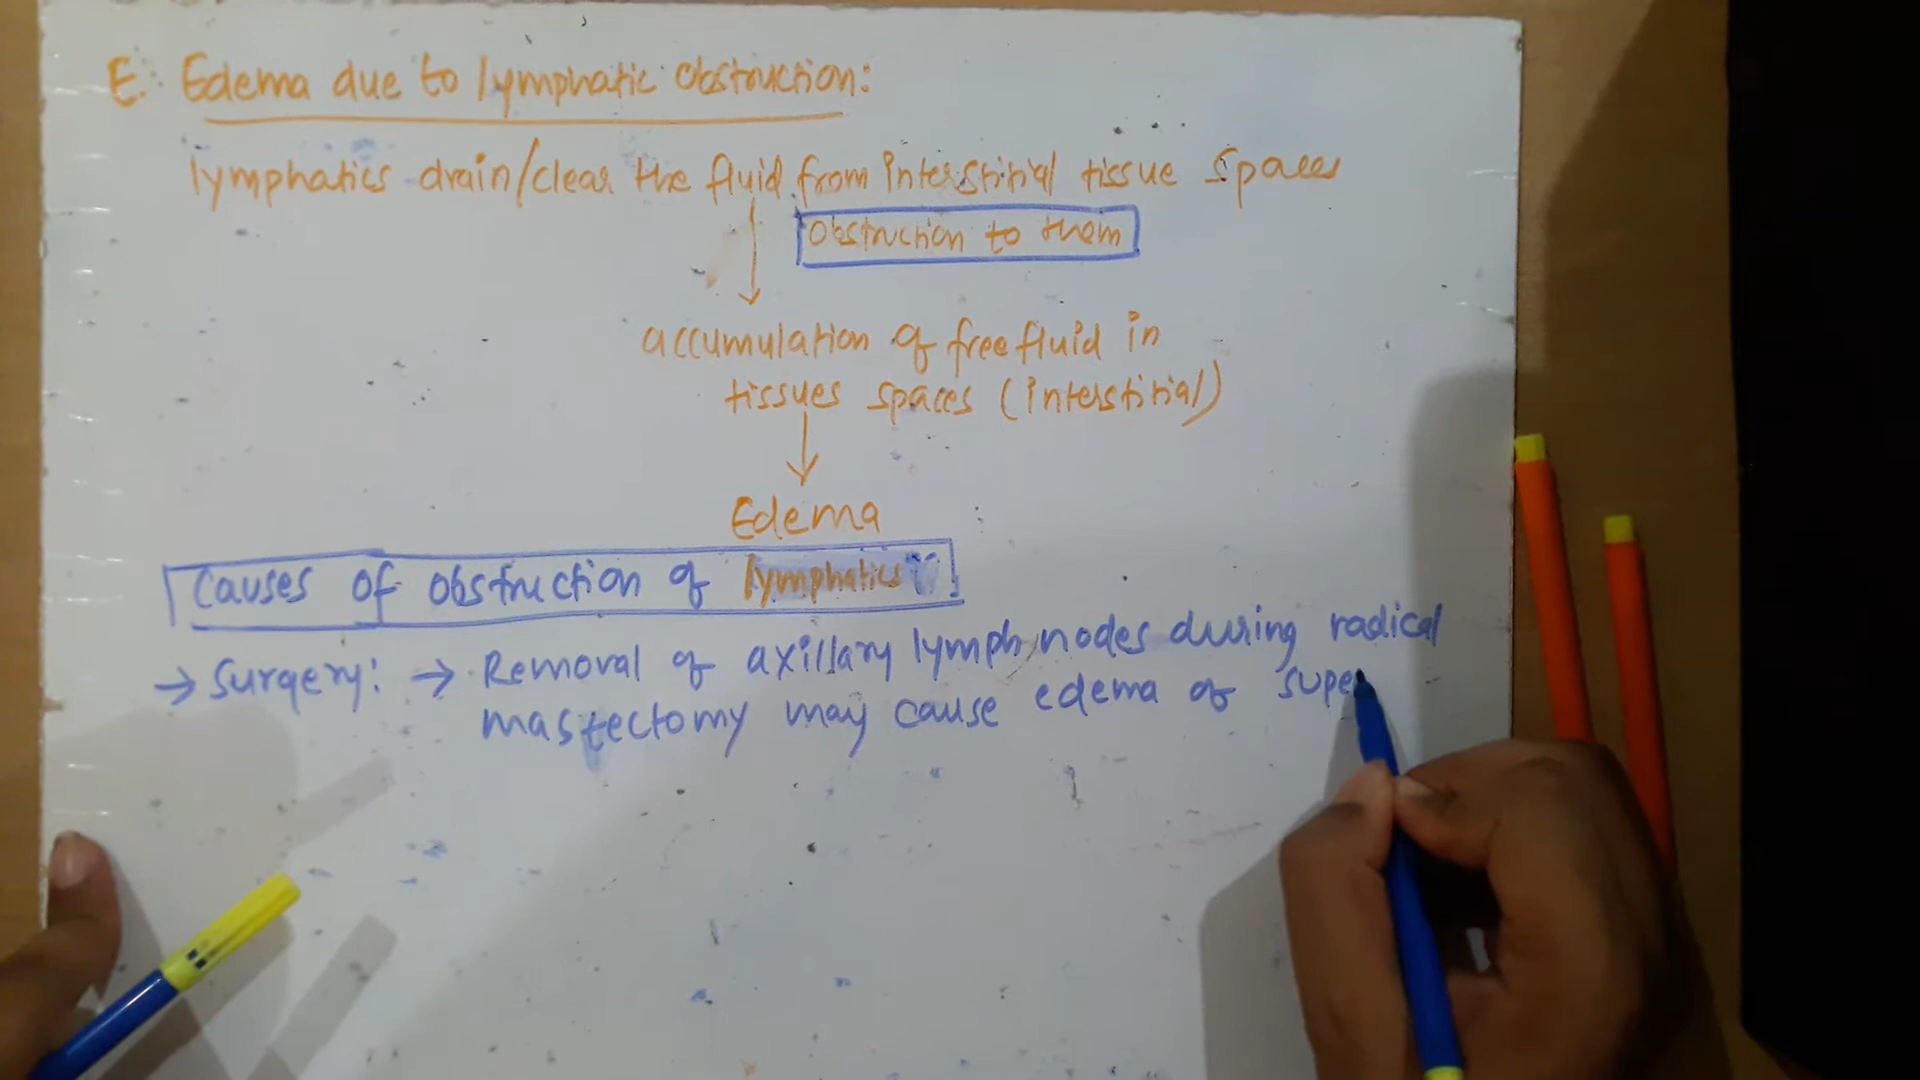 E. Edema due to lymphatic obstruction:
lymphatics drain/clear the fluid from interstitial tissue spaces
obstruction to them
accumulation of free fluid in
tissues spaces (interstitial)
Edema
Causes of obstruction of lymphatics
→ Surgery: → Removal of axillary lymph nodes during radical
mastectomy may cause edema of supe